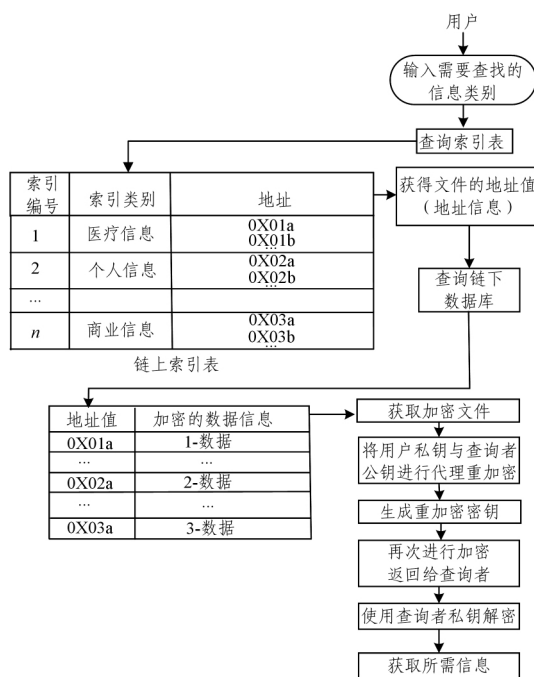 用户
输入需要查找的
信息类别
查询索引表
索引
编号
索引类别
地址
1
医疗信息
0X01a
0X01b
...
2
个人信息
0X02a
0X02b
...
n
商业信息
0X03a
0X03b
...
链上索引表
获得文件的地址值
（地址信息）
查询链下
数据库
地址值
加密的数据信息
0X01a
1-数据
...
...
0X02a
2-数据
...
...
0X03a
3-数据
获取加密文件
将用户私钥与查询者
公钥进行代理重加密
生成重加密密钥
再次进行加密
返回给查询者
使用查询者私钥解密
获取所需信息